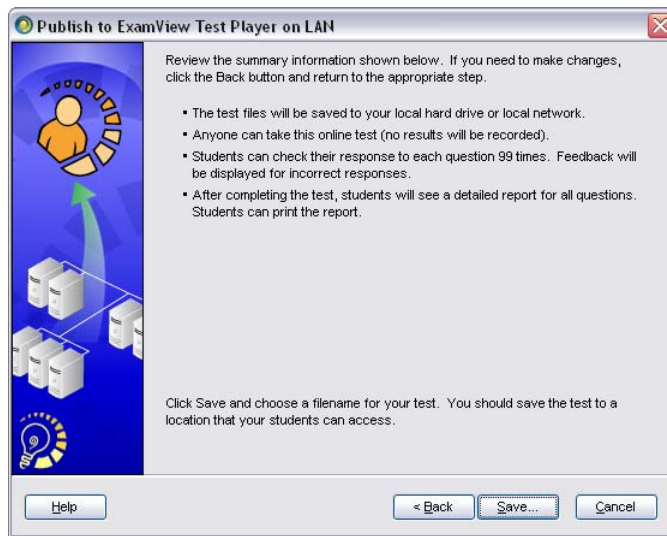 Publish to ExamView Test Player on LAN
Review the summary information shown below. If you need to make changes,
click the Back button and return to the appropriate step.
• The test files will be saved to your local hard drive or local network.
• Anyone can take this online test (no results will be recorded).
• Students can check their response to each question 99 times. Feedback will
be displayed for incorrect responses.
• After completing the test, students will see a detailed report for all questions.
Students can print the report.
Click Save and choose a filename for your test. You should save the test to a
location that your students can access.
Help
< Back
Save...
Cancel